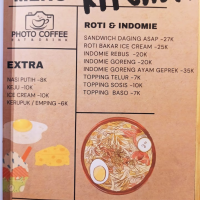 PHOTO COFFEE
EXTRA
NASI PUTIH -8K
KEJU -10K
ICE CREAM -10K
KERUPUK / EMPING -6K
ROTI & INDOMIE
SANDWICH DAGING ASAP -27K
ROTI BAKAR ICE CREAM -25K
INDOMIE REBUS -20K
INDOMIE GORENG -20K
INDOMIE GORENG AYAM GEPREK -35K
TOPPING TELUR -7K
TOPPING SOSIS -10K
TOPPING BASO -7K